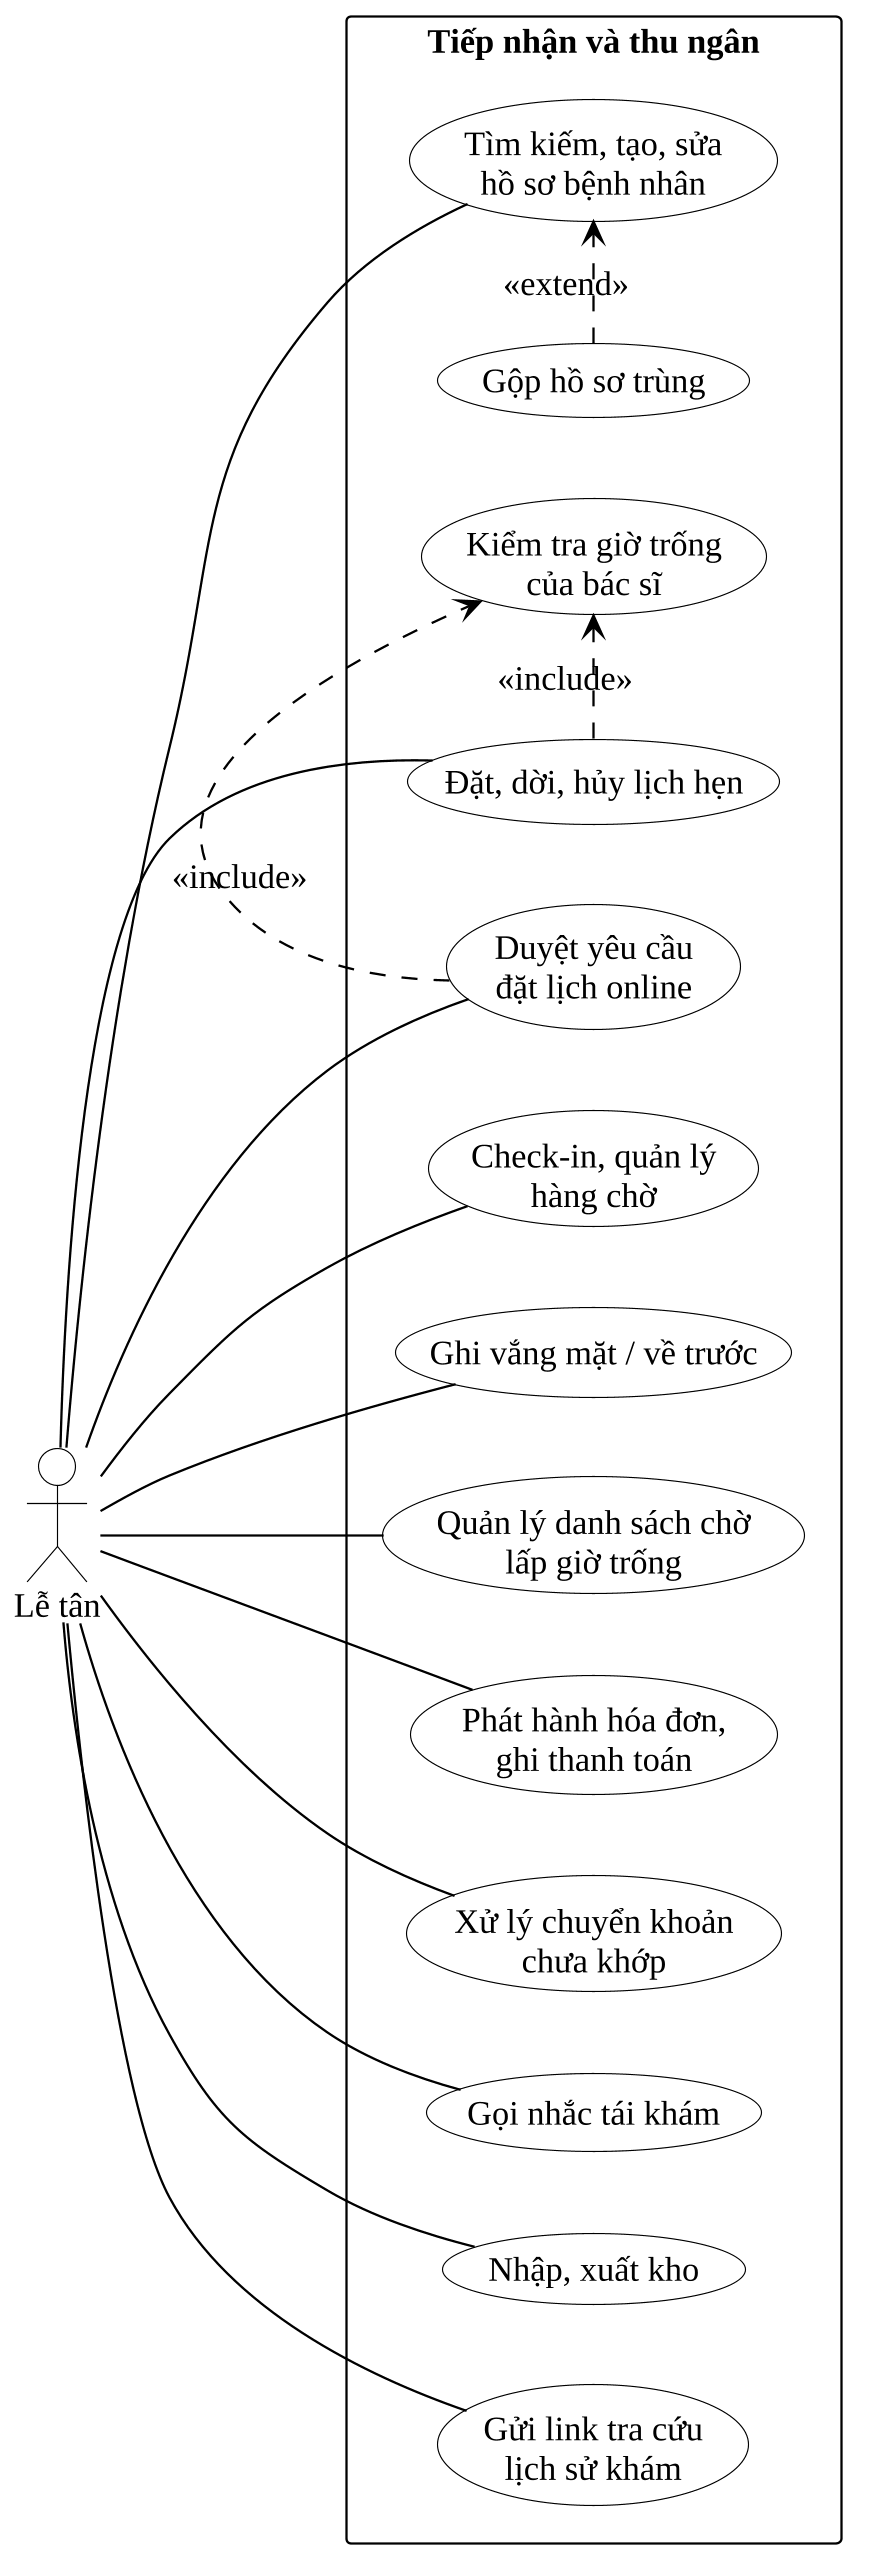 Tiếp nhận và thu ngân
Tìm kiếm, tạo, sửa
hồ sơ bệnh nhân
«extend»
Gộp hồ sơ trùng
Kiểm tra giờ trống
của bác sĩ
«include»
Đặt, dời, hủy lịch hẹn
«include»
Duyệt yêu cầu
đặt lịch online
Check-in, quản lý
hàng chờ
Ghi vắng mặt / về trước
Quản lý danh sách chờ
lấp giờ trống
Lễ tân
Phát hành hóa đơn,
ghi thanh toán
Xử lý chuyển khoản
chưa khớp
Gọi nhắc tái khám
Nhập, xuất kho
Gửi link tra cứu
lịch sử khám